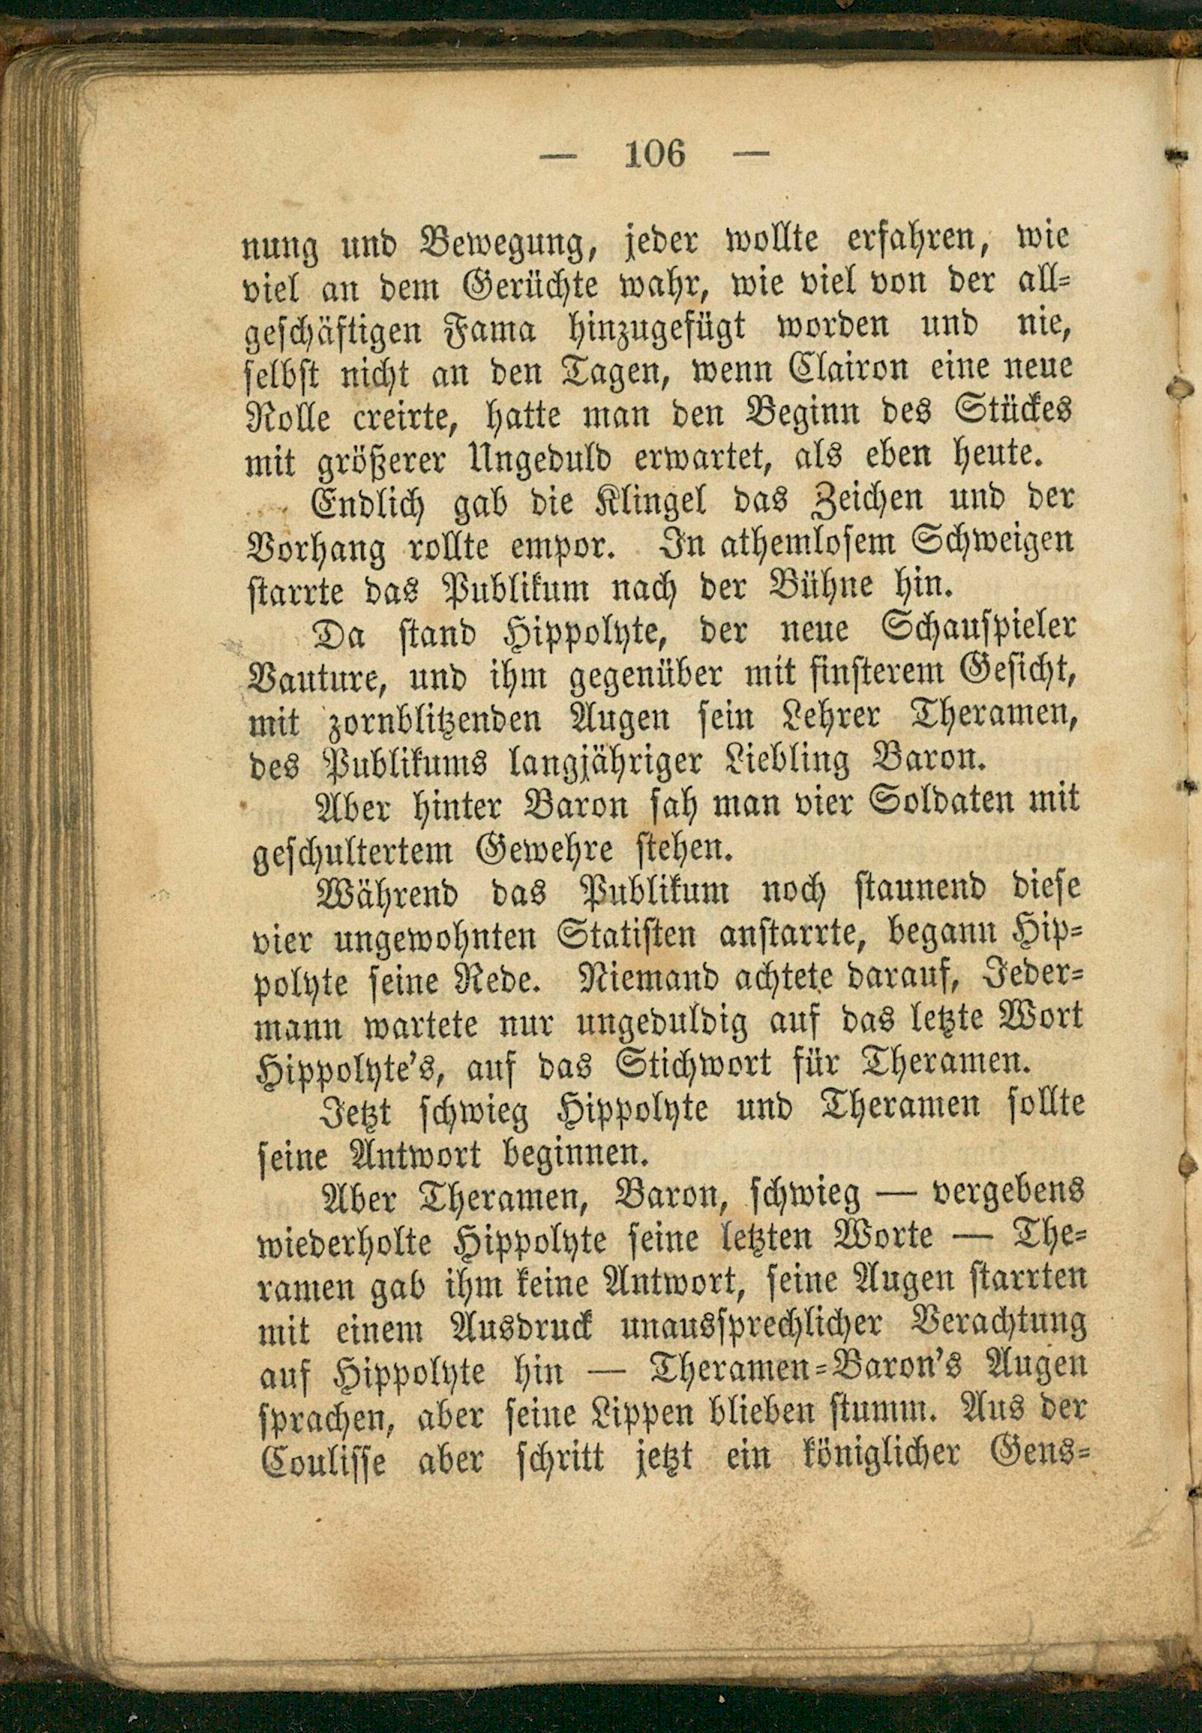 — 106 —
nung und Bewegung, jeder wollte erfahren, wie
viel an dem Gerüchte wahr, wie viel von der all-
geschäftigen Fama hinzugefügt worden und nie,
selbst nicht an den Tagen, wenn Clairon eine neue
Rolle creirte, hatte man den Beginn des Stückes
mit größerer Ungeduld erwartet, als eben heute.
Endlich gab die Klingel das Zeichen und der
Vorhang rollte empor. In athemlosem Schweigen
starrte das Publikum nach der Bühne hin.
Da stand Hippolyte, der neue Schauspieler
Vauture, und ihm gegenüber mit finsterem Gesicht,
mit zornblitzenden Augen sein Lehrer Theramen,
des Publikums langjähriger Liebling Baron.
Aber hinter Baron sah man vier Soldaten mit
geschultertem Gewehre stehen.
Während das Publikum noch staunend diese
vier ungewohnten Statisten anstarrte, begann Hip-
polyte seine Rede. Niemand achtete darauf, Jeder-
mann wartete nur ungeduldig auf das letzte Wort
Hippolyte's, auf das Stichwort für Theramen.
Jetzt schwieg Hippolyte und Theramen sollte
seine Antwort beginnen.
Aber Theramen, Baron, schwieg — vergebens
wiederholte Hippolyte seine letzten Worte — The-
ramen gab ihm keine Antwort, seine Augen starrten
mit einem Ausdruck unaussprechlicher Verachtung
auf Hippolyte hin — Theramen-Baron's Augen
sprachen, aber seine Lippen blieben stumm. Aus der
Coulisse aber schritt jetzt ein königlicher Gens-